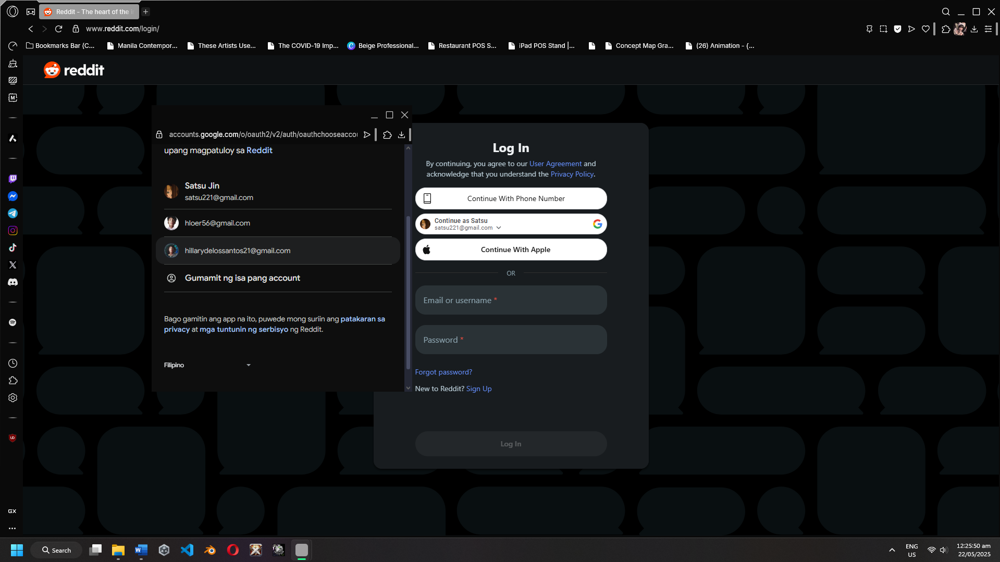 Reddit - The heart of the
www.reddit.com/login/
Bookmarks Bar (C...
Manila Contempor...
These Artists Use...
The COVID-19 Imp...
Beige Professional...
Restaurant POS S...
iPad POS Stand |...
Concept Map Gra...
(26) Animation - {...
reddit
accounts.google.com/o/oauth2/v2/auth/oauthchooseaccou
upang magpatuloy sa Reddit
Satsu Jin
satsu221@gmail.com
hloer56@gmail.com
hillarydelossantos21@gmail.com
Gumamit ng isa pang account
Bago gamitin ang app na ito, puwede mong suriin ang patakaran sa
privacy at mga tuntunin ng serbisyo ng Reddit.
Filipino
Log In
By continuing, you agree to our User Agreement and
acknowledge that you understand the Privacy Policy.
Continue With Phone Number
Continue as Satsu
satsu221@gmail.com
Continue With Apple
OR
Email or username *
Password *
Forgot password?
New to Reddit? Sign Up
Log In
GX
Search
ENG
US
12:25:50 am
22/05/2025